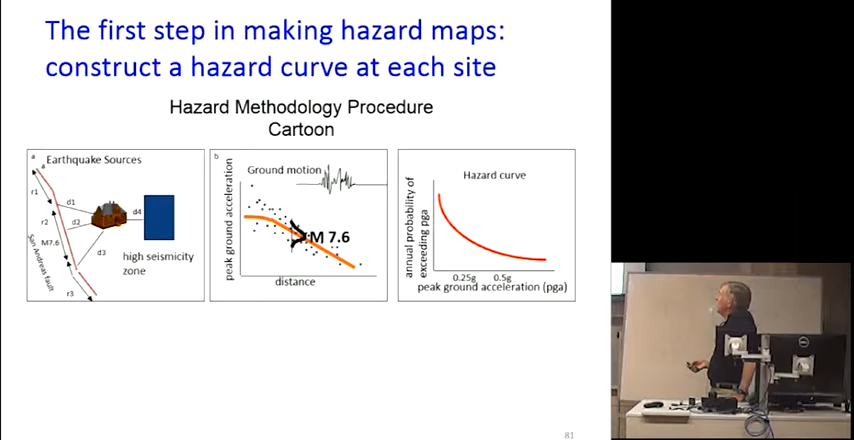 The first step in making hazard maps:
construct a hazard curve at each site
Hazard Methodology Procedure
Cartoon
a
Earthquake Sources
a
r1
d1
d4
r2
d2
M7.6
d3
San Andreas fault
high seismicity
zone
r3
b
Ground motion
peak ground acceleration
M 7.6
distance
Hazard curve
annual probability of
exceeding pga
0.25g 0.5g
peak ground acceleration (pga)
81
DELL